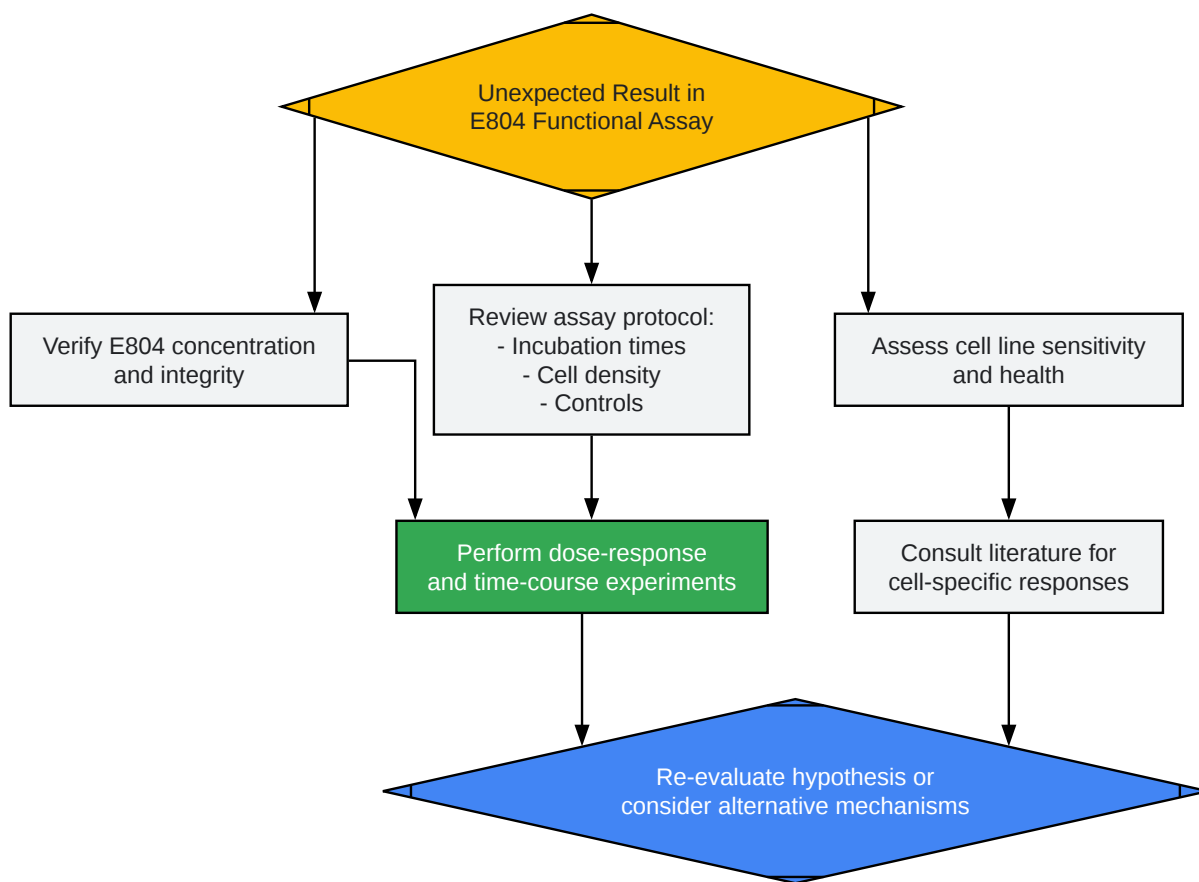 Unexpected Result in
E804 Functional Assay
Verify E804 concentration
and integrity
Review assay protocol:
- Incubation times
- Cell density
- Controls
Assess cell line sensitivity
and health
Perform dose-response
and time-course experiments
Consult literature for
cell-specific responses
Re-evaluate hypothesis or
consider alternative mechanisms